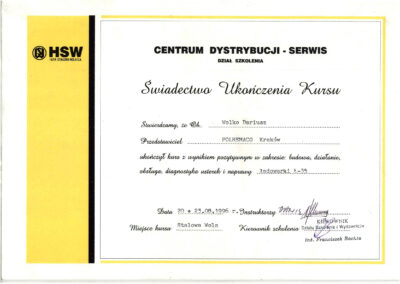 HSW
CENTRUM DYSTRYBUCJI - SERWIS
DZIAŁ SZKOLENIA
Świadectwo Ukończenia Kursu
Stwierdzamy, że Ob. Wolko Dariusz
Przedstawiciel POLREMACO Kraków
ukończył kurs z wynikiem pozytywnym w zakresie: budowa, działanie,
obsługa, diagnostyka usterek i naprawy Ładowarki Ł-35
Data 20 ÷ 23.08.1996 r. Instruktorzy
Miejsce kursu Stalowa Wola Kierownik szkolenia
KIEROWNIK
inż. Franciszek